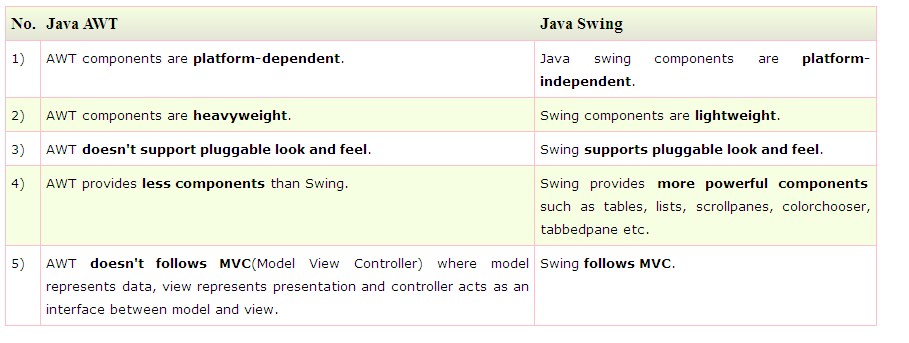 No. Java AWT Java Swing
1) AWT components are platform-dependent. Java swing components are platform-
independent.
2) AWT components are heavyweight. Swing components are lightweight.
3) AWT doesn't support pluggable look and feel. Swing supports pluggable look and feel.
4) AWT provides less components than Swing. Swing provides more powerful components
such as tables, lists, scrollpanes, colorchooser,
tabbedpane etc.
5) AWT doesn't follows MVC(Model View Controller) where model Swing follows MVC.
represents data, view represents presentation and controller acts as an
interface between model and view.